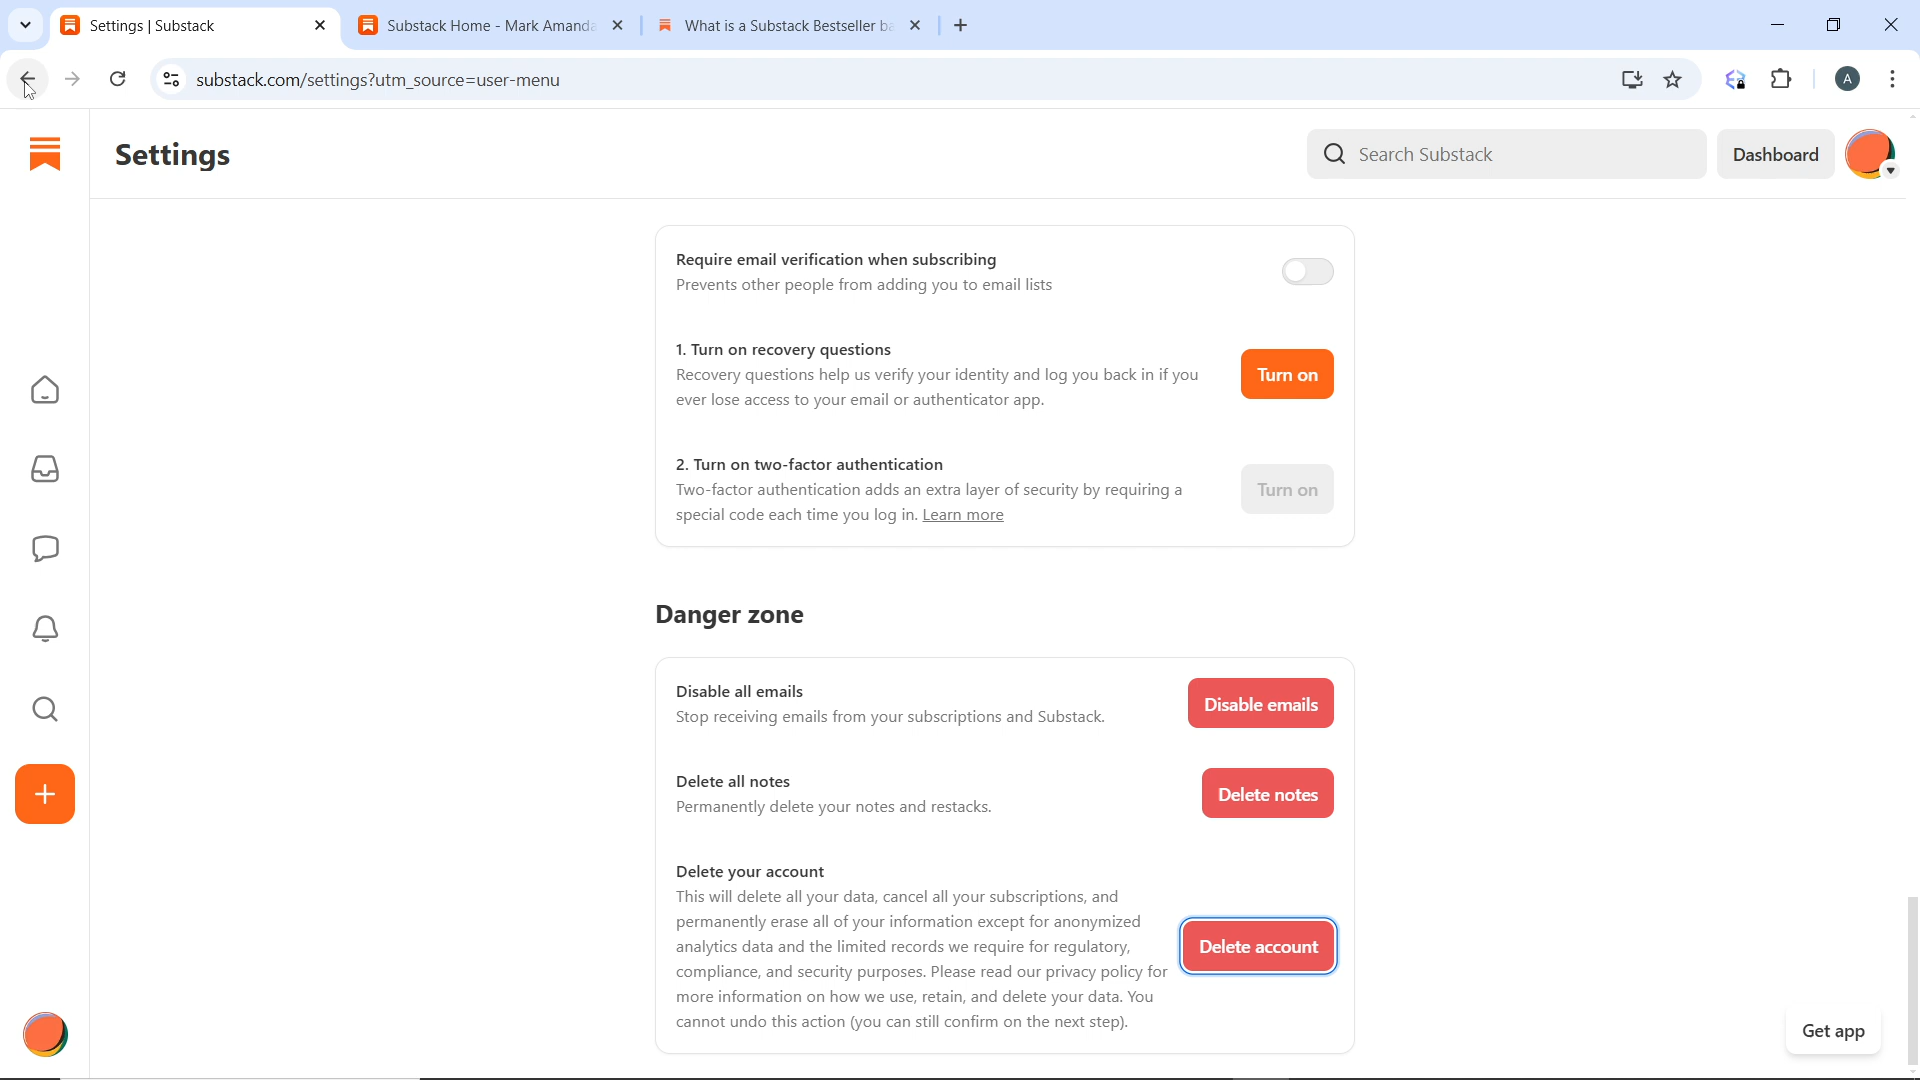 Settings | Substack
Substack Home - Mark Amanda
What is a Substack Bestseller ba
substack.com/settings?utm_source=user-menu
A
Settings
Search Substack
Dashboard
Require email verification when subscribing
Prevents other people from adding you to email lists
1. Turn on recovery questions
Recovery questions help us verify your identity and log you back in if you
ever lose access to your email or authenticator app.
Turn on
2. Turn on two-factor authentication
Two-factor authentication adds an extra layer of security by requiring a
special code each time you log in. Learn more
Turn on
Danger zone
Disable all emails
Stop receiving emails from your subscriptions and Substack.
Disable emails
Delete all notes
Permanently delete your notes and restacks.
Delete notes
Delete your account
This will delete all your data, cancel all your subscriptions, and
permanently erase all of your information except for anonymized
analytics data and the limited records we require for regulatory,
compliance, and security purposes. Please read our privacy policy for
more information on how we use, retain, and delete your data. You
cannot undo this action (you can still confirm on the next step).
Delete account
Get app